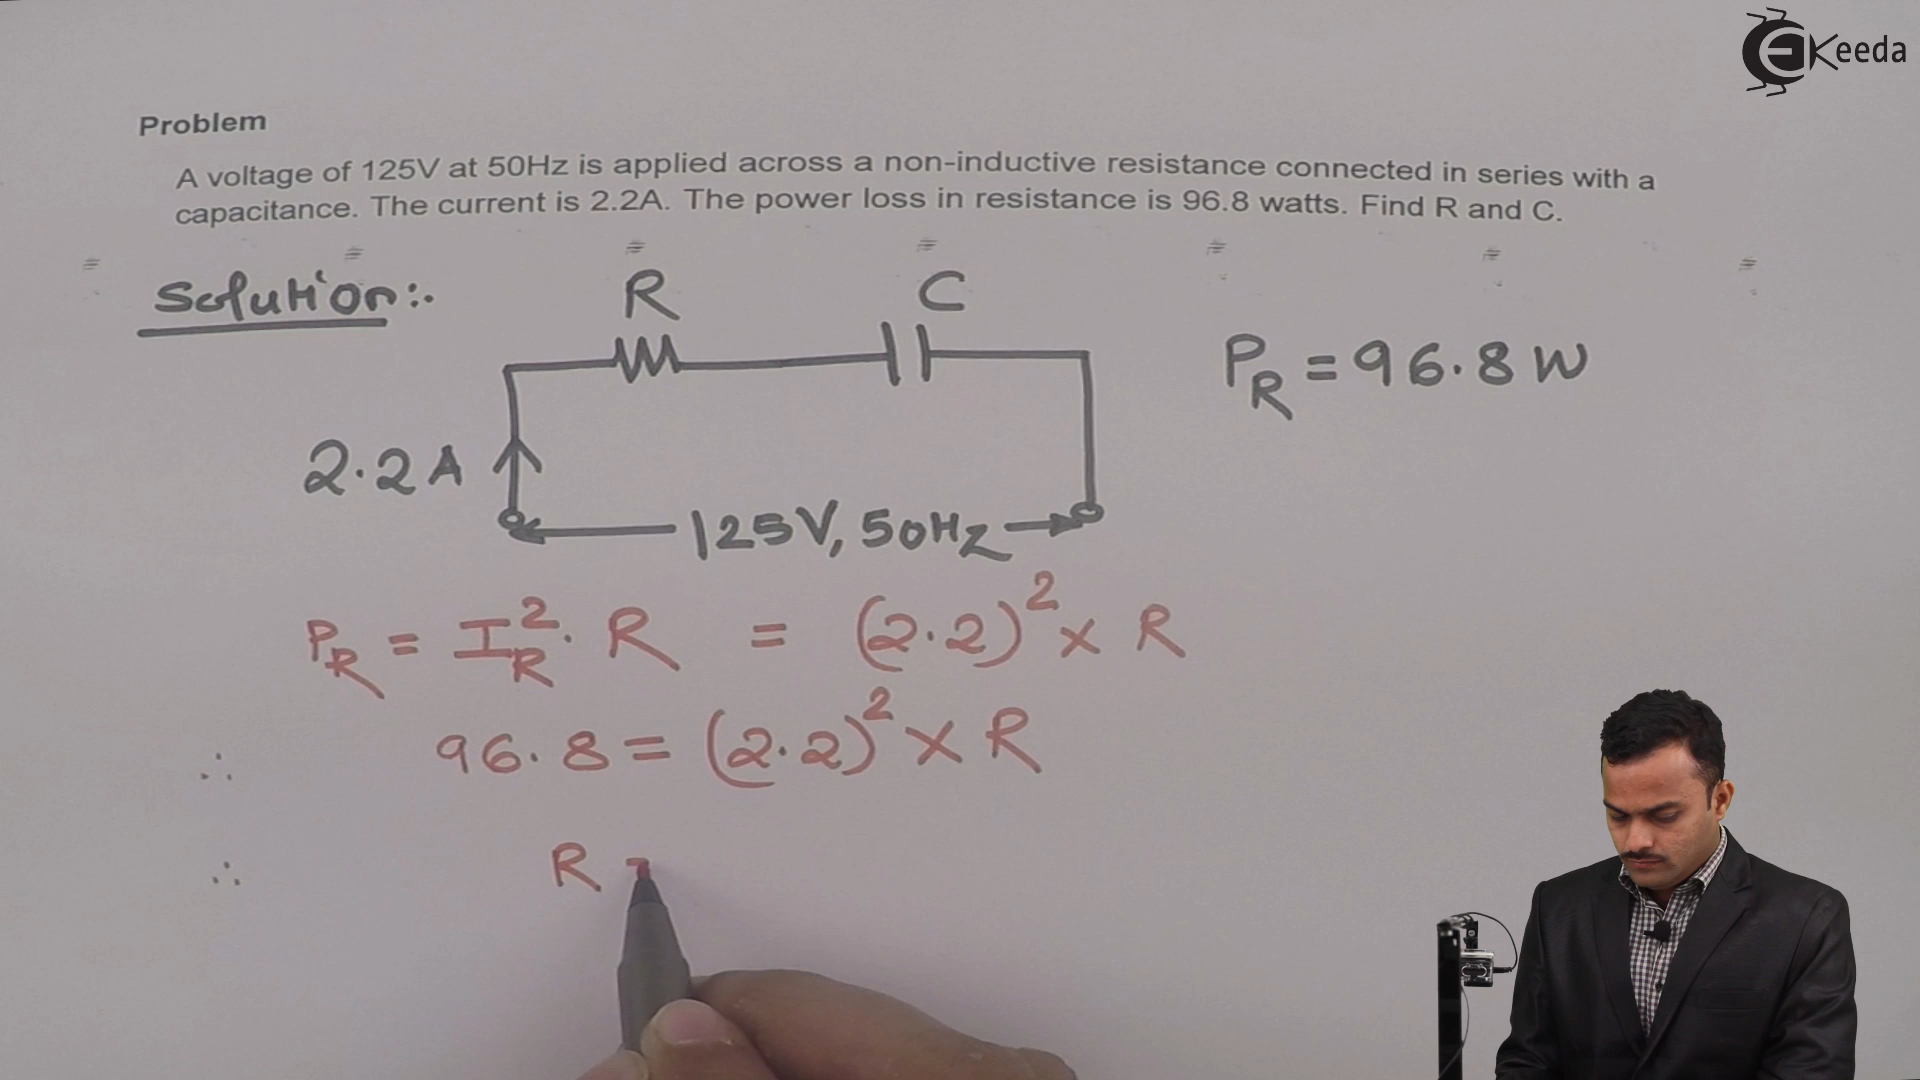 EKeeda
Problem
A voltage of 125V at 50Hz is applied across a non-inductive resistance connected in series with a
capacitance. The current is 2.2A. The power loss in resistance is 96.8 watts. Find R and C.
Solution:.
R
C
P_R = 96.8 W
2.2 A
125V, 50Hz
P_R = I_R^2 . R = (2.2)^2 x R
∴ 96.8 = (2.2)^2 x R
∴ R =